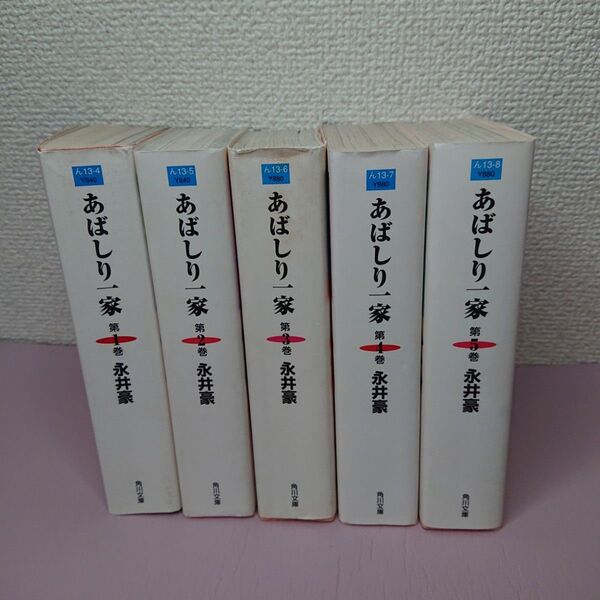 ん13-4
Y840
あばしり一家
第1巻
永井豪
角川文庫
ん13-5
Y840
あばしり一家
第2巻
永井豪
角川文庫
ん13-6
Y880
あばしり一家
第3巻
永井豪
角川文庫
ん13-7
Y880
あばしり一家
第4巻
永井豪
角川文庫
ん13-8
Y880
あばしり一家
第5巻
永井豪
角川文庫